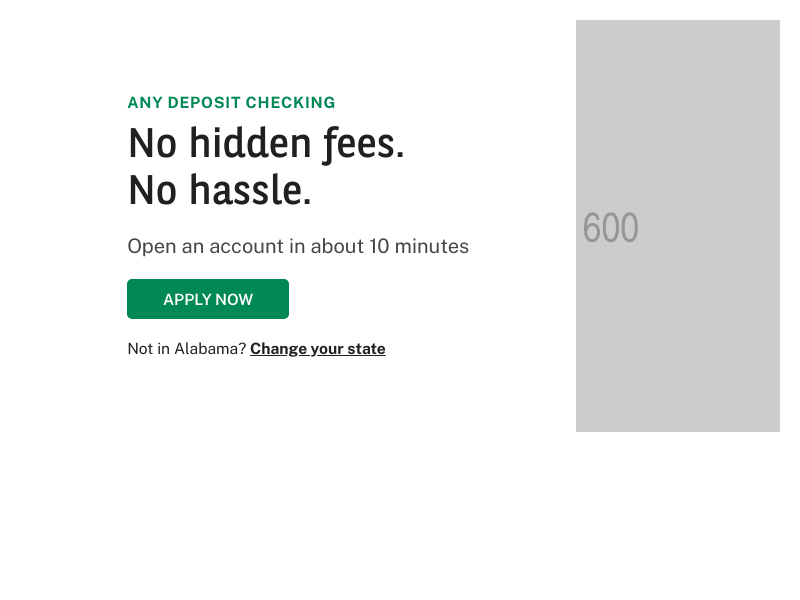 ANY DEPOSIT CHECKING
No hidden fees.
No hassle.
Open an account in about 10 minutes
APPLY NOW
Not in Alabama? Change your state
600